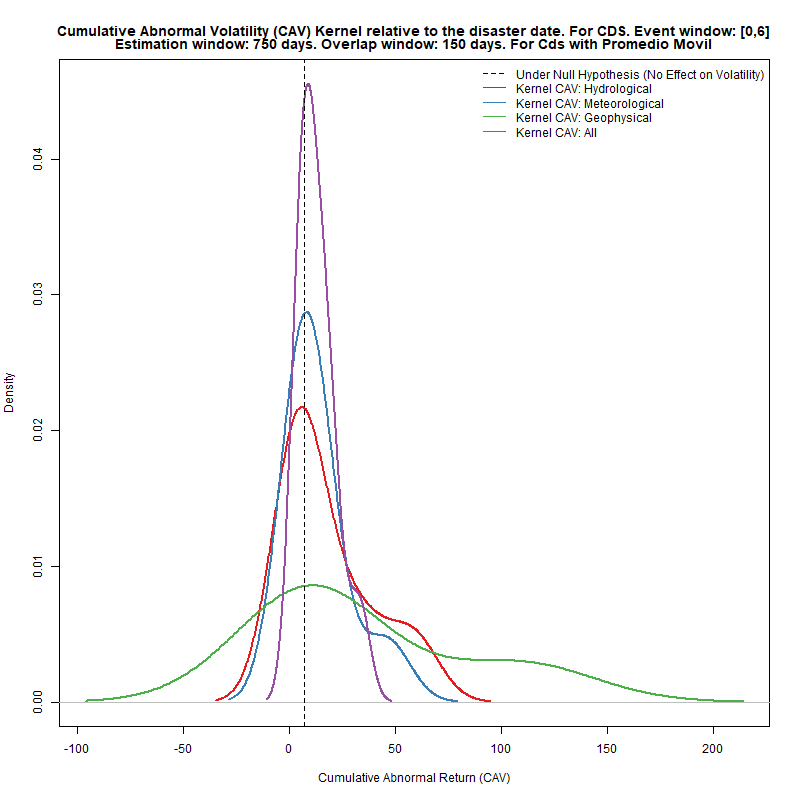 Cumulative Abnormal Volatility (CAV) Kernel relative to the disaster date. For CDS. Event window: [0,6]
Estimation window: 750 days. Overlap window: 150 days. For Cds with Promedio Movil
Under Null Hypothesis (No Effect on Volatility)
Kernel CAV: Hydrological
Kernel CAV: Meteorological
Kernel CAV: Geophysical
Kernel CAV: All
Density
0.04
0.03
0.02
0.01
0.00
-100 -50 0 50 100 150 200
Cumulative Abnormal Return (CAV)